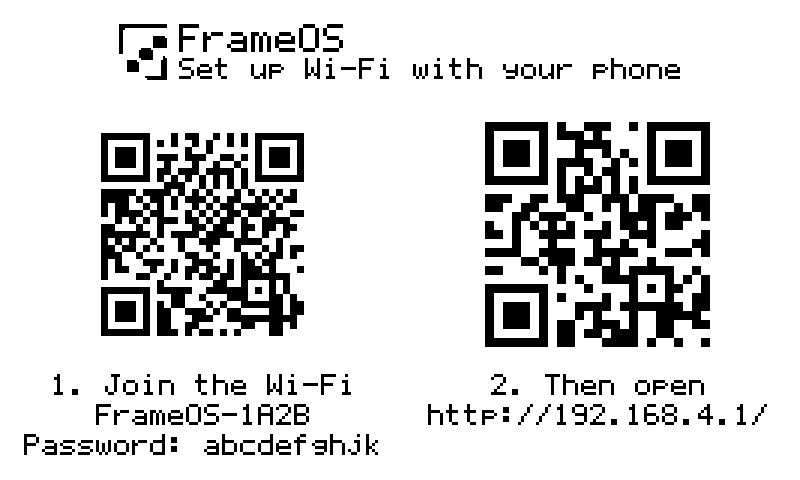 FrameOS
Set up Wi-Fi with your phone
1. Join the Wi-Fi
FrameOS-1A2B
Password: abcdefghjk
2. Then open
http://192.168.4.1/